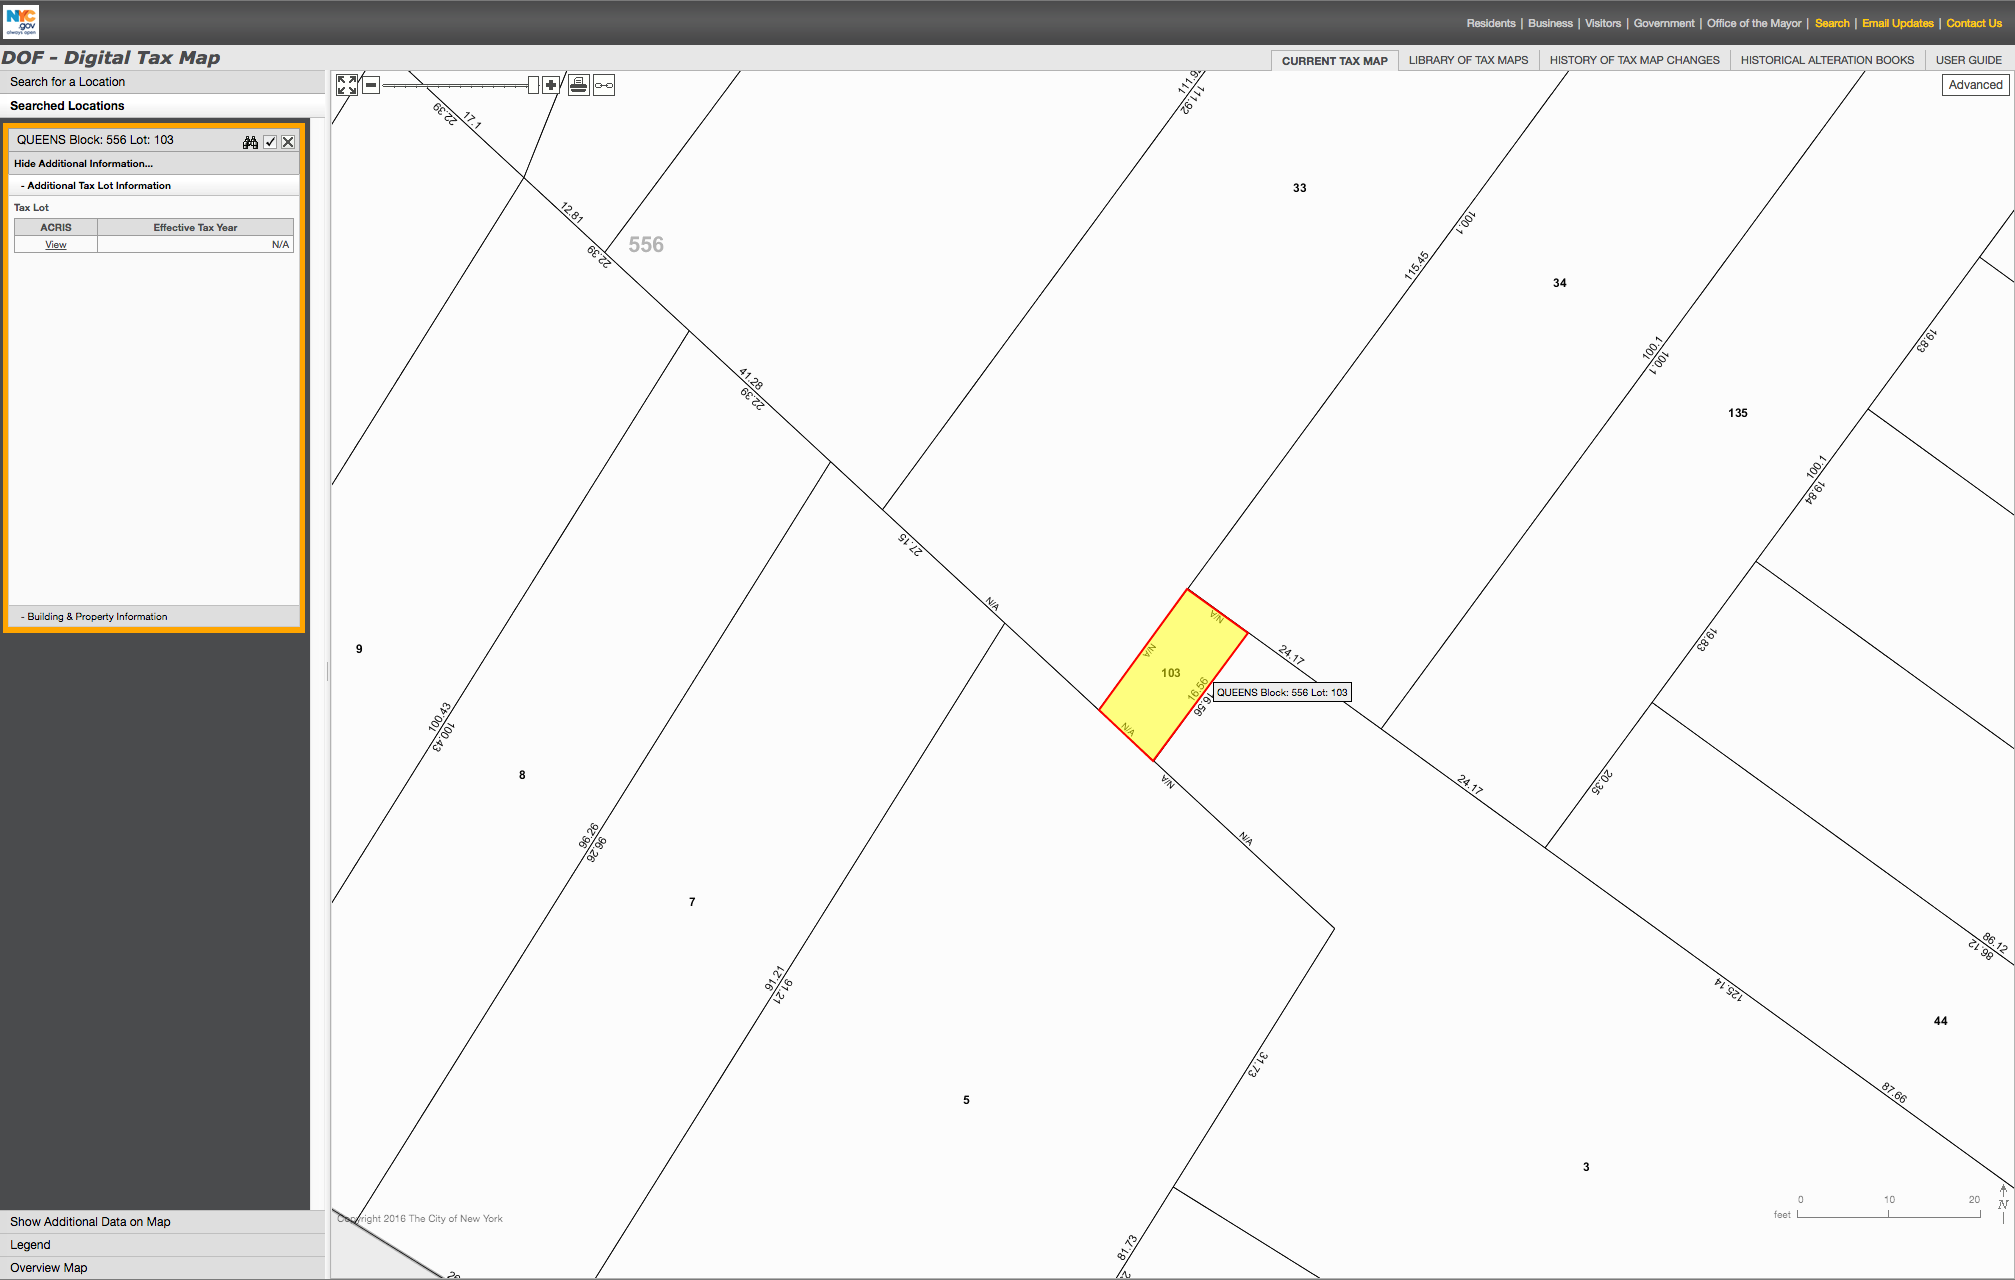 NYC
.gov
always open
Residents | Business | Visitors | Government | Office of the Mayor | Search | Email Updates | Contact Us
DOF - Digital Tax Map
CURRENT TAX MAP
LIBRARY OF TAX MAPS
HISTORY OF TAX MAP CHANGES
HISTORICAL ALTERATION BOOKS
USER GUIDE
Search for a Location
Searched Locations
Advanced
QUEENS Block: 556 Lot: 103
Hide Additional Information...
- Additional Tax Lot Information
Tax Lot
ACRIS Effective Tax Year
View N/A
- Building & Property Information
Show Additional Data on Map
Legend
Overview Map
17.1
22.39
12.81
22.39
556
111.92
33
100.1
115.45
34
100.1
100.1
19.83
135
41.28
22.39
100.1
19.84
27.15
N/A
N/A
N/A
103
16.56
16.56
N/A
QUEENS Block: 556 Lot: 103
24.17
19.83
9
N/A
N/A
24.17
20.35
100.43
100.43
8
96.26
96.26
7
86.12
86.12
91.21
91.21
125.14
44
31.73
5
87.66
3
81.73
0 10 20
feet
N
Copyright 2016 The City of New York